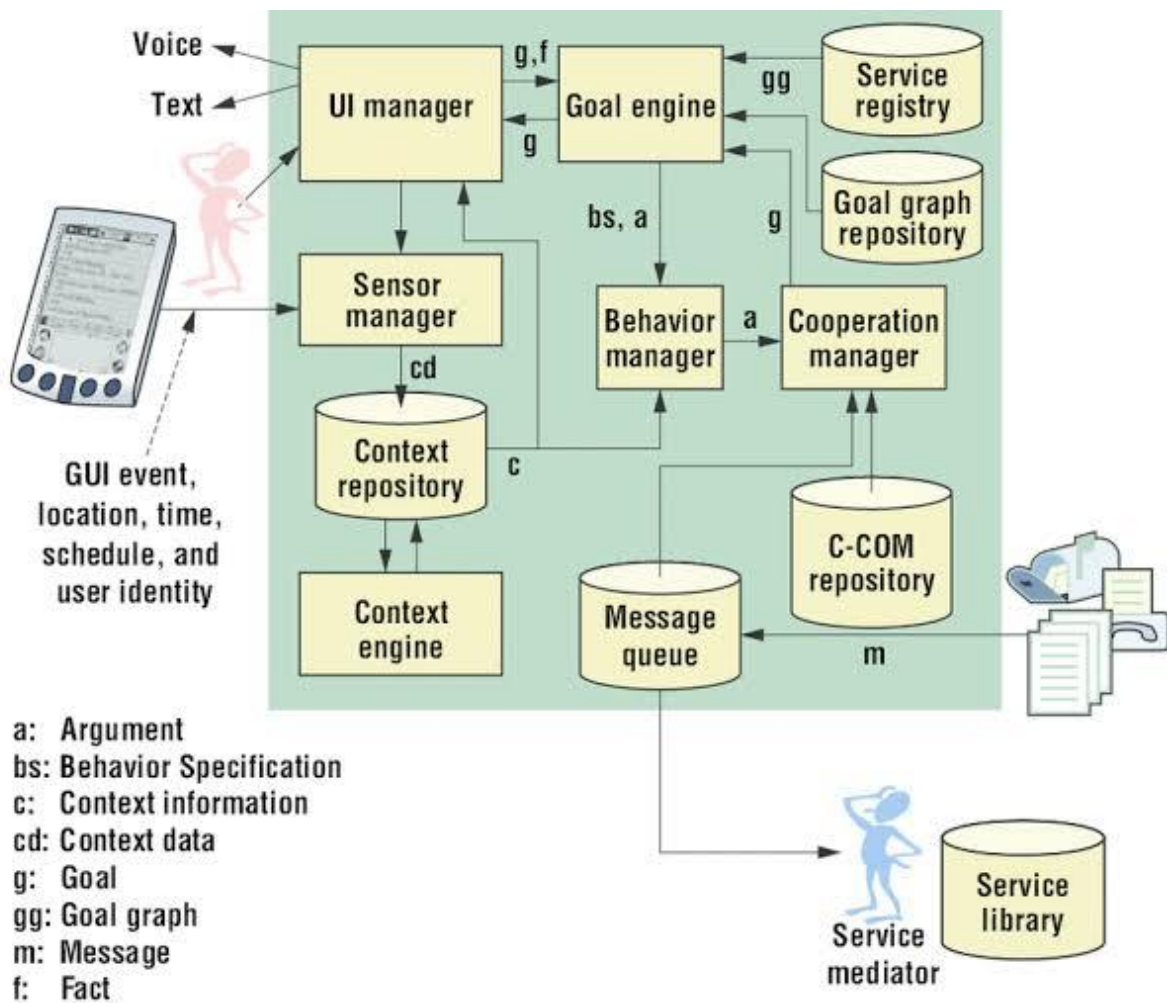 Voice
Text
UI manager
g,f
g
Goal engine
gg
Service
registry
Goal graph
repository
bs, a
g
Sensor
manager
Behavior
manager
a
Cooperation
manager
cd
Context
repository
c
GUI event,
location, time,
schedule, and
user identity
C-COM
repository
Context
engine
Message
queue
m
a: Argument
bs: Behavior Specification
c: Context information
cd: Context data
g: Goal
gg: Goal graph
m: Message
f: Fact
Service
mediator
Service
library